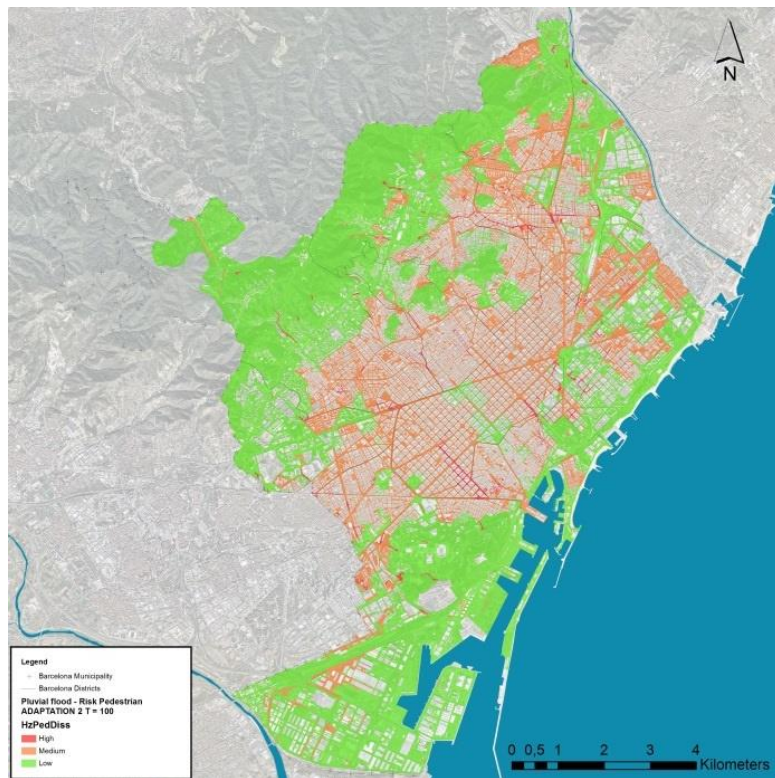 N
Legend
Barcelona Municipality
Barcelona Districts
Pluvial flood - Risk Pedestrian
ADAPTATION 2 T = 100
HzPedDiss
High
Medium
Low
0 0,5 1 2 3 4
Kilometers